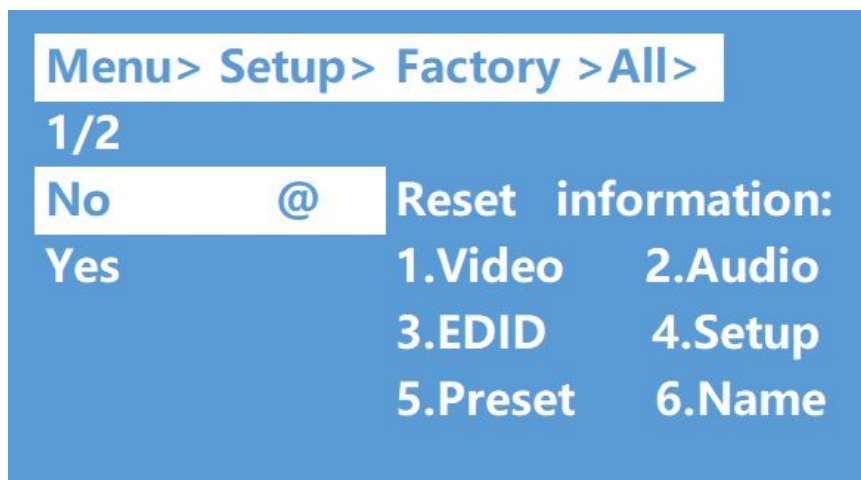 Menu> Setup> Factory >All>
1/2
No @ Reset information:
Yes 1.Video 2.Audio
3.EDID 4.Setup
5.Preset 6.Name